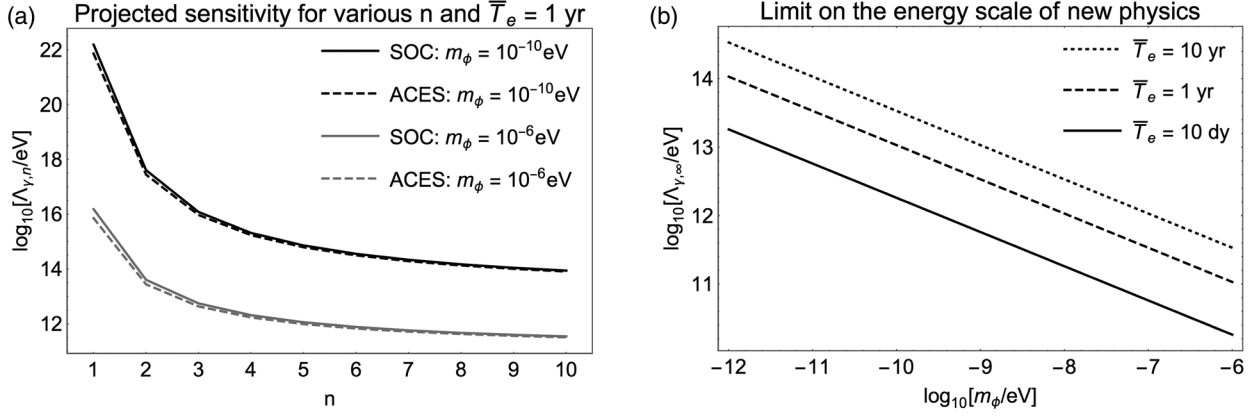 (a) Projected sensitivity for various n and T̅ₑ = 1 yr
log₁₀[Λγ,n/eV]
22
20
18
16
14
12
SOC: mϕ = 10⁻¹⁰eV
ACES: mϕ = 10⁻¹⁰eV
SOC: mϕ = 10⁻⁶eV
ACES: mϕ = 10⁻⁶eV
1 2 3 4 5 6 7 8 9 10
n
(b) Limit on the energy scale of new physics
log₁₀[Λγ,∞/eV]
14
13
12
11
T̅ₑ = 10 yr
T̅ₑ = 1 yr
T̅ₑ = 10 dy
−12 −11 −10 −9 −8 −7 −6
log₁₀[mϕ/eV]